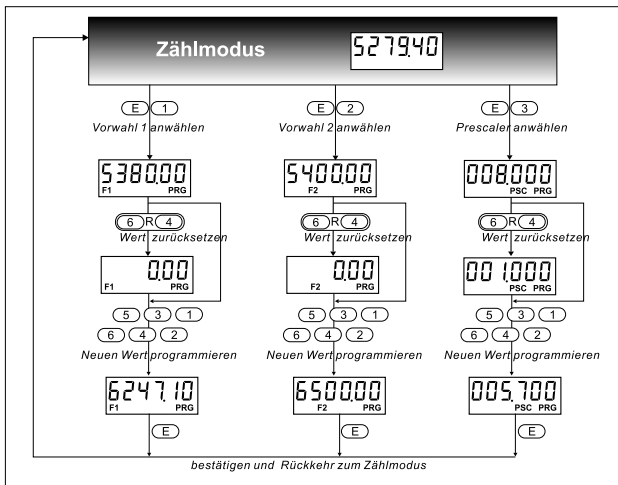 Zählmodus 5279.40
E 1 E 2 E 3
Vorwahl 1 anwählen Vorwahl 2 anwählen Prescaler anwählen
5380.00 5400.00 008.000
F1 PRG F2 PRG PSC PRG
6 R 4 6 R 4 6 R 4
Wert zurücksetzen Wert zurücksetzen Wert zurücksetzen
0.00 0.00 001.000
F1 PRG F2 PRG PSC PRG
5 3 1 5 3 1 5 3 1
6 4 2 6 4 2 6 4 2
Neuen Wert programmieren Neuen Wert programmieren Neuen Wert programmieren
6247.10 6500.00 005.700
F1 PRG F2 PRG PSC PRG
E E E
bestätigen und Rückkehr zum Zählmodus